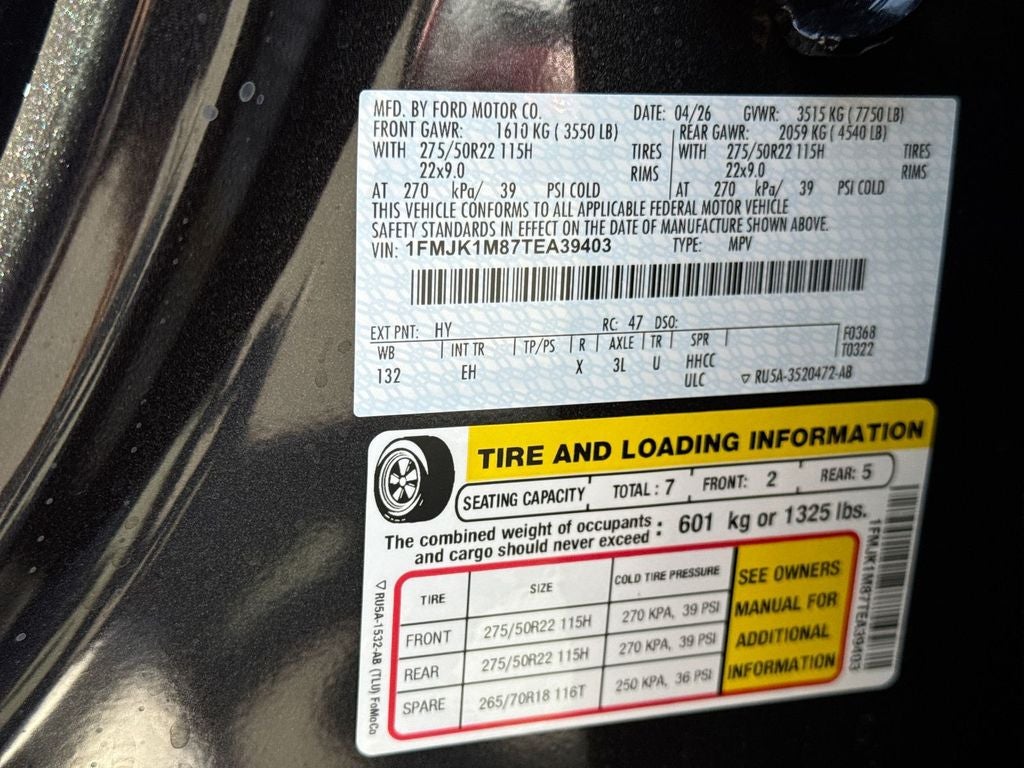 MFD. BY FORD MOTOR CO. DATE: 04/26 GVWR: 3515 KG ( 7750 LB)
FRONT GAWR: 1610 KG ( 3550 LB) REAR GAWR: 2059 KG ( 4540 LB)
WITH 275/50R22 115H TIRES WITH 275/50R22 115H TIRES
22x9.0 RIMS 22x9.0 RIMS
AT 270 kPa/ 39 PSI COLD AT 270 kPa/ 39 PSI COLD
THIS VEHICLE CONFORMS TO ALL APPLICABLE FEDERAL MOTOR VEHICLE
SAFETY STANDARDS IN EFFECT ON THE DATE OF MANUFACTURE SHOWN ABOVE.
VIN: 1FMJK1M87TEA39403 TYPE: MPV
EXT PNT: HY RC: 47 DSO:
WB INT TR TP/PS R AXLE TR SPR F0368
132 EH X 3L U HHCC T0322
ULC ▽ RU5A-3520472-AB
TIRE AND LOADING INFORMATION
SEATING CAPACITY TOTAL : 7 FRONT: 2 REAR: 5
The combined weight of occupants
and cargo should never exceed : 601 kg or 1325 lbs.
TIRE SIZE COLD TIRE PRESSURE
FRONT 275/50R22 115H 270 KPA, 39 PSI
REAR 275/50R22 115H 270 KPA, 39 PSI
SPARE 265/70R18 116T 250 KPA, 36 PSI
SEE OWNERS
MANUAL FOR
ADDITIONAL
INFORMATION
1FMJK1M87TEA39403
▽ RU5A-1532-AB (TLU) FoMoCo